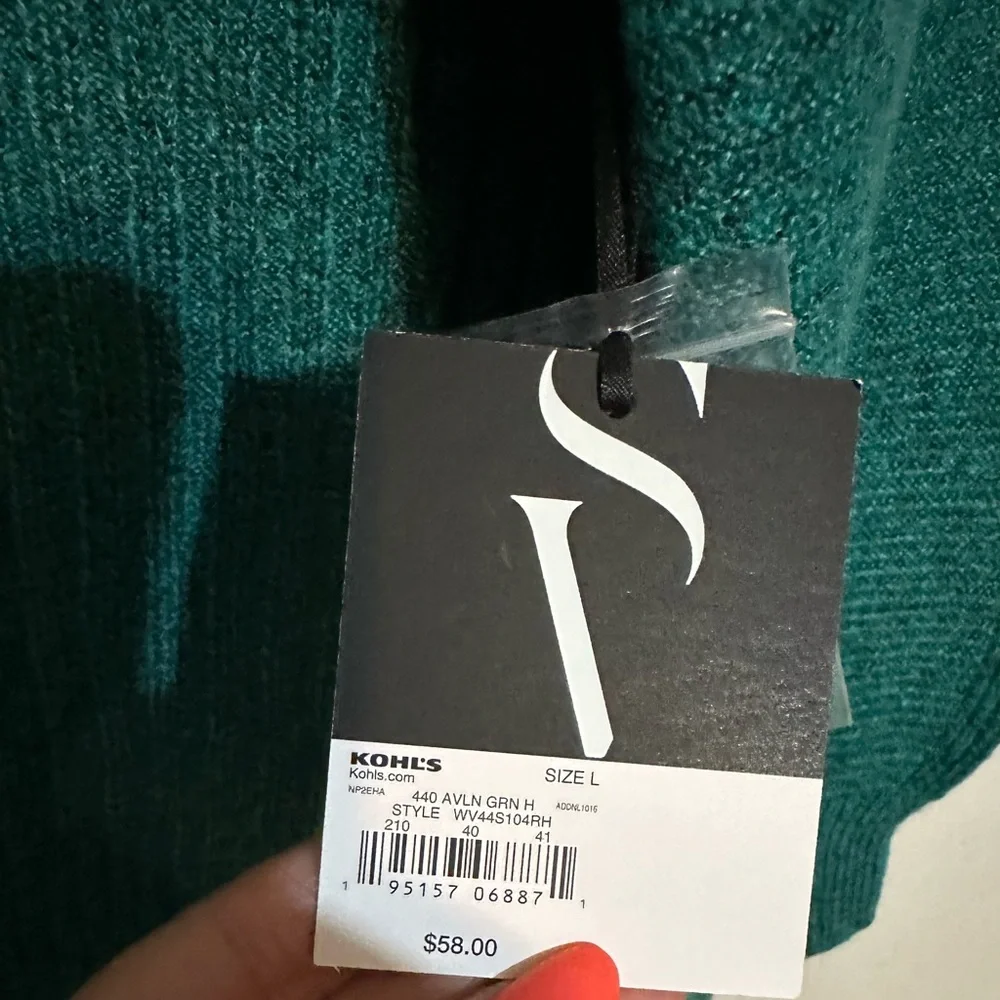 SV
KOHL'S
Kohls.com SIZE L
NP2EHA 440 AVLN GRN H ADDNL1016
STYLE WV44S104RH
210 40 41
1 95157 06887 1
$58.00